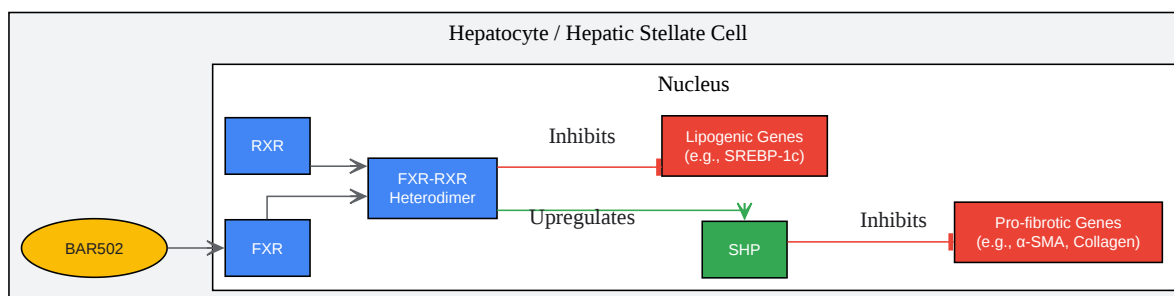 Hepatocyte / Hepatic Stellate Cell
Nucleus
RXR
Inhibits
Lipogenic Genes
(e.g., SREBP-1c)
FXR-RXR
Heterodimer
Upregulates
Inhibits
Pro-fibrotic Genes
(e.g., α-SMA, Collagen)
BAR502
FXR
SHP